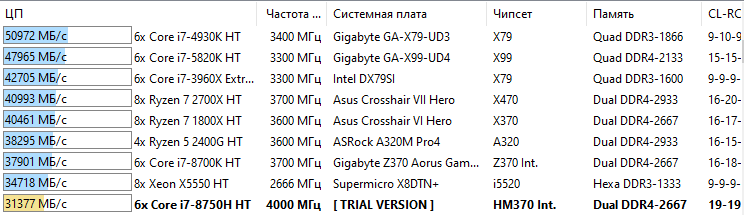 ЦП Частота ... Системная плата Чипсет Память CL-RC
50972 МБ/с 6x Core i7-4930K HT 3400 МГц Gigabyte GA-X79-UD3 X79 Quad DDR3-1866 9-10-9
47965 МБ/с 6x Core i7-5820K HT 3300 МГц Gigabyte GA-X99-UD4 X99 Quad DDR4-2133 15-15-
42705 МБ/с 6x Core i7-3960X Extr... 3300 МГц Intel DX79SI X79 Quad DDR3-1600 9-9-9-
40993 МБ/с 8x Ryzen 7 2700X HT 3700 МГц Asus Crosshair VII Hero X470 Dual DDR4-2933 16-20-
40461 МБ/с 8x Ryzen 7 1800X HT 3600 МГц Asus Crosshair VI Hero X370 Dual DDR4-2667 16-17-
38295 МБ/с 4x Ryzen 5 2400G HT 3600 МГц ASRock A320M Pro4 A320 Dual DDR4-2933 16-15-
37901 МБ/с 6x Core i7-8700K HT 3700 МГц Gigabyte Z370 Aorus Gam... Z370 Int. Dual DDR4-2667 16-18-
34718 МБ/с 8x Xeon X5550 HT 2666 МГц Supermicro X8DTN+ i5520 Hexa DDR3-1333 9-9-9-
31377 МБ/с 6x Core i7-8750H HT 4000 МГц [ TRIAL VERSION ] HM370 Int. Dual DDR4-2667 19-19